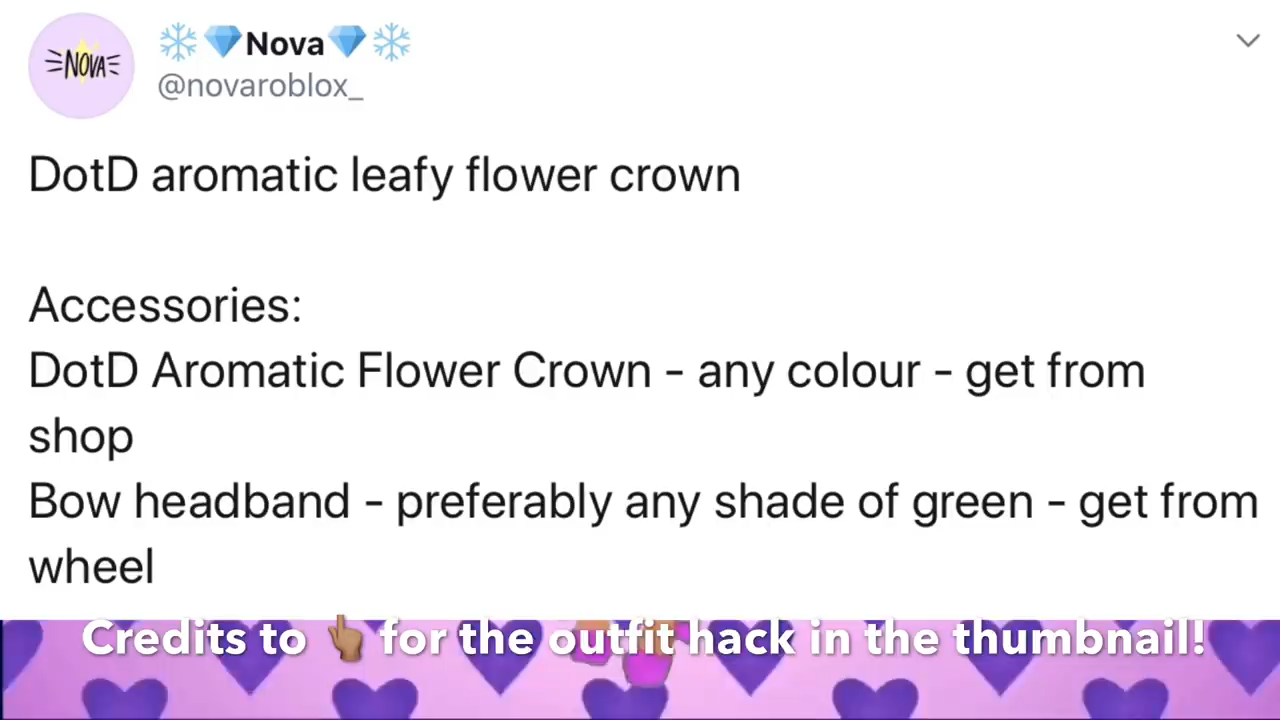 NOVA
❄️💎Nova💎❄️
@novaroblox_
DotD aromatic leafy flower crown
Accessories:
DotD Aromatic Flower Crown - any colour - get from
shop
Bow headband - preferably any shade of green - get from
wheel
Credits to 👆🏾 for the outfit hack in the thumbnail!